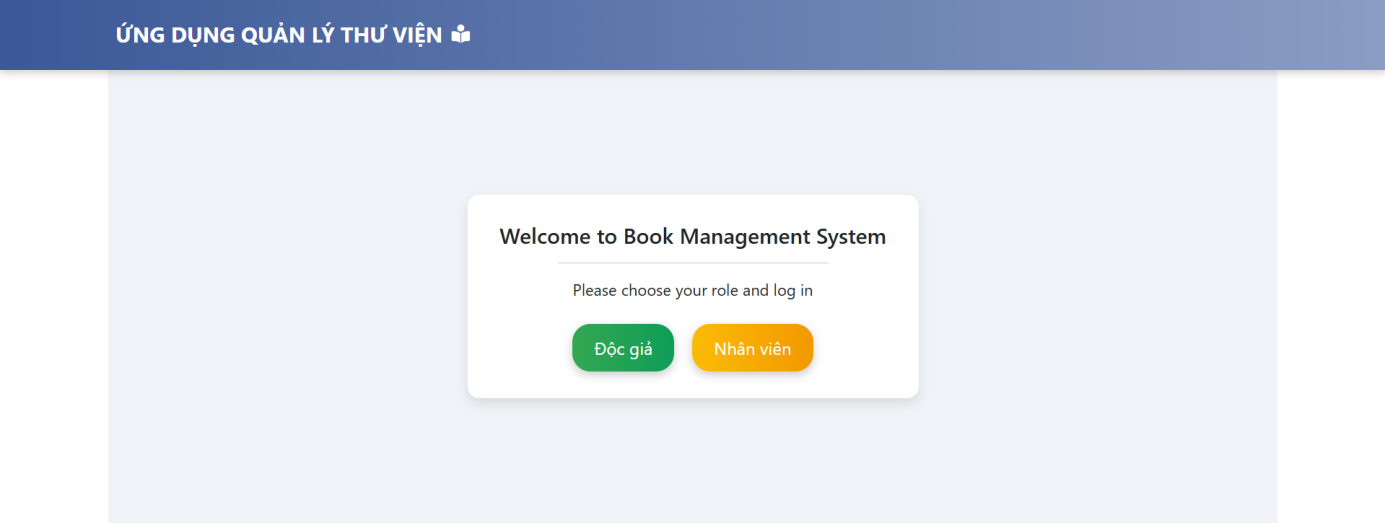 ỨNG DỤNG QUẢN LÝ THƯ VIỆN
Welcome to Book Management System
Please choose your role and log in
Độc giả Nhân viên